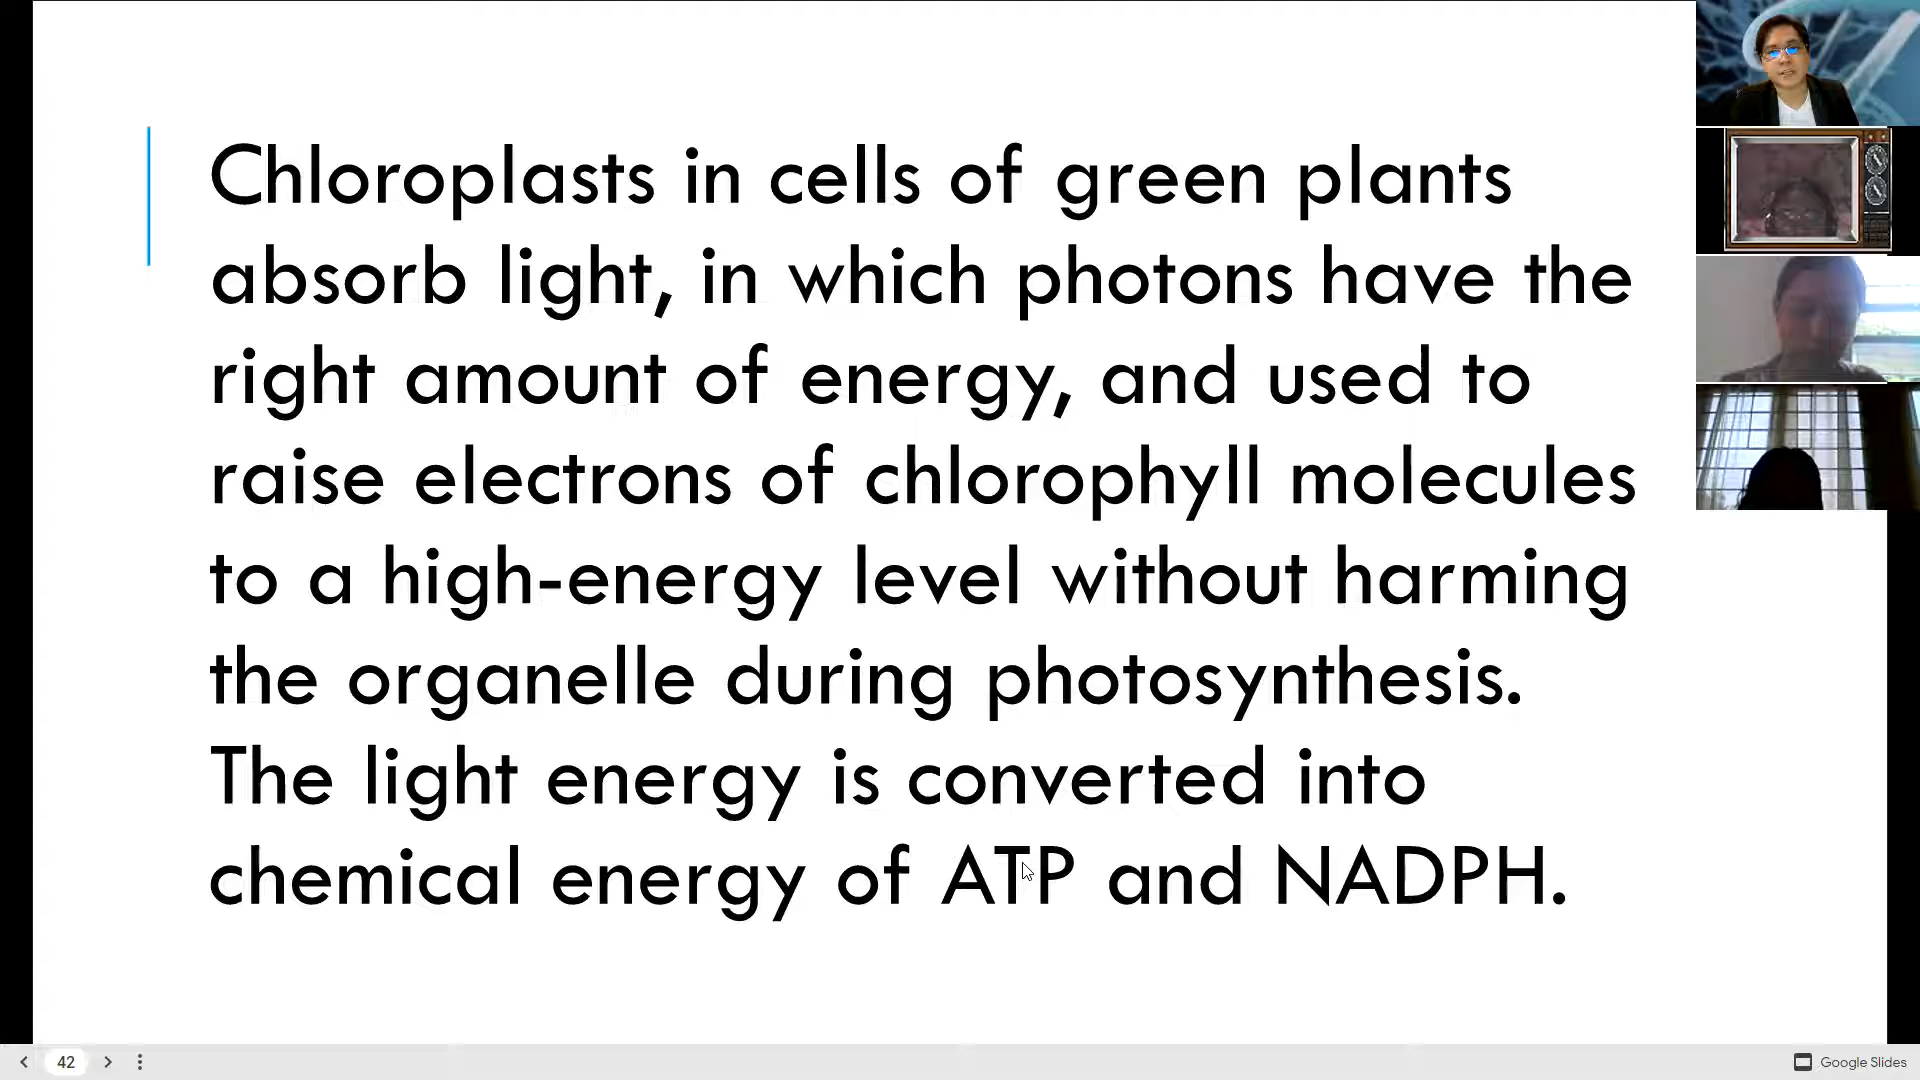 Chloroplasts in cells of green plants
absorb light, in which photons have the
right amount of energy, and used to
raise electrons of chlorophyll molecules
to a high-energy level without harming
the organelle during photosynthesis.
The light energy is converted into
chemical energy of ATP and NADPH.
42
Google Slides